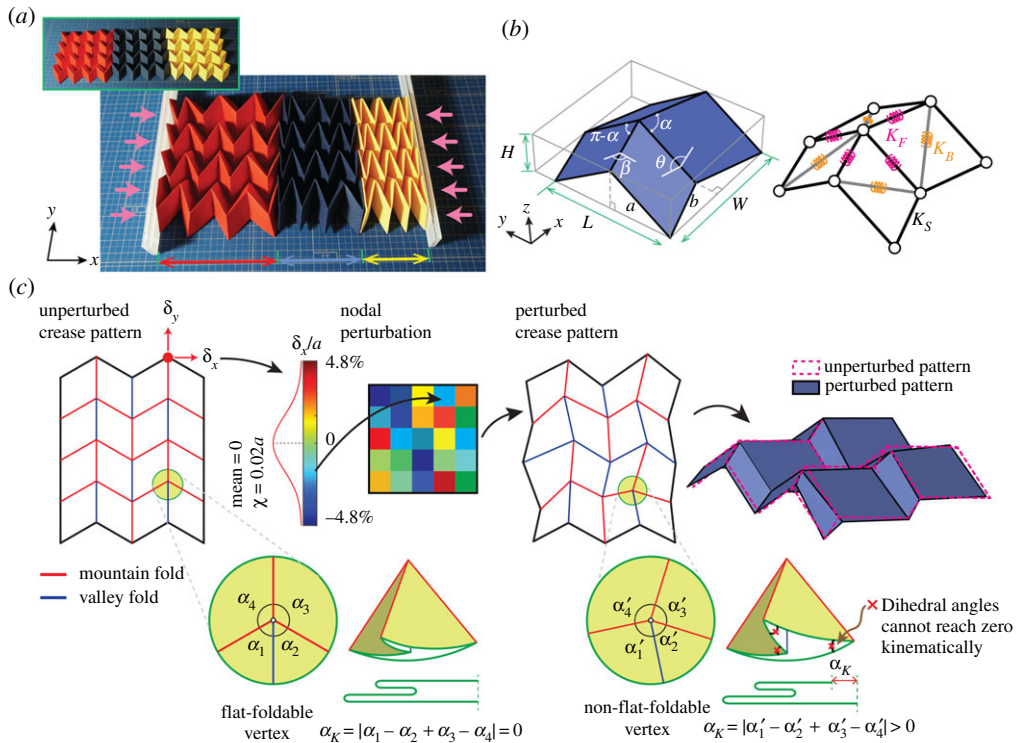 (a)
y
x
(b)
π-α
α
H
β
θ
a
b
W
L
z
y
x
K_F
K_B
K_S
(c)
unperturbed
crease pattern
δ_y
δ_x
nodal
perturbation
δ_x/a
4.8%
0
–4.8%
mean = 0
χ = 0.02a
perturbed
crease pattern
unperturbed pattern
perturbed pattern
mountain fold
valley fold
α_4
α_3
α_1
α_2
flat-foldable
vertex
α_K = |α_1 – α_2 + α_3 – α_4| = 0
α′_4
α′_3
α′_1
α′_2
Dihedral angles
cannot reach zero
kinematically
α_K
non-flat-foldable
vertex
α_K = |α′_1 – α′_2 + α′_3 – α′_4| > 0